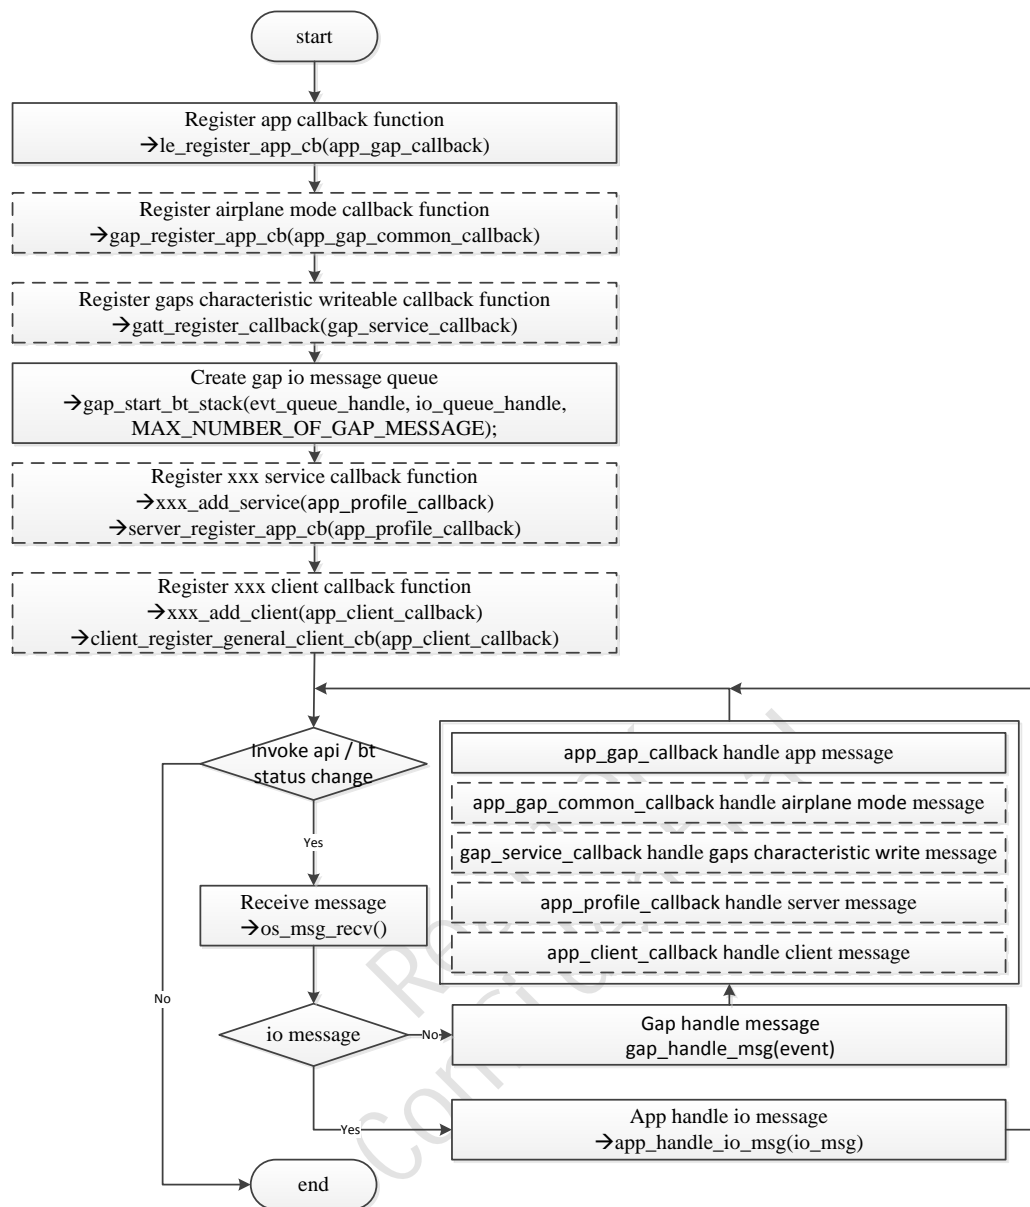 start
Register app callback function
→le_register_app_cb(app_gap_callback)
Register airplane mode callback function
→gap_register_app_cb(app_gap_common_callback)
Register gaps characteristic writeable callback function
→gatt_register_callback(gap_service_callback)
Create gap io message queue
→gap_start_bt_stack(evt_queue_handle, io_queue_handle,
MAX_NUMBER_OF_GAP_MESSAGE);
Register xxx service callback function
→xxx_add_service(app_profile_callback)
→server_register_app_cb(app_profile_callback)
Register xxx client callback function
→xxx_add_client(app_client_callback)
→client_register_general_client_cb(app_client_callback)
Invoke api / bt
status change
app_gap_callback handle app message
app_gap_common_callback handle airplane mode message
gap_service_callback handle gaps characteristic write message
app_profile_callback handle server message
app_client_callback handle client message
Yes
Receive message
→os_msg_recv()
No
io message
No
Gap handle message
gap_handle_msg(event)
Yes
App handle io message
→app_handle_io_msg(io_msg)
end